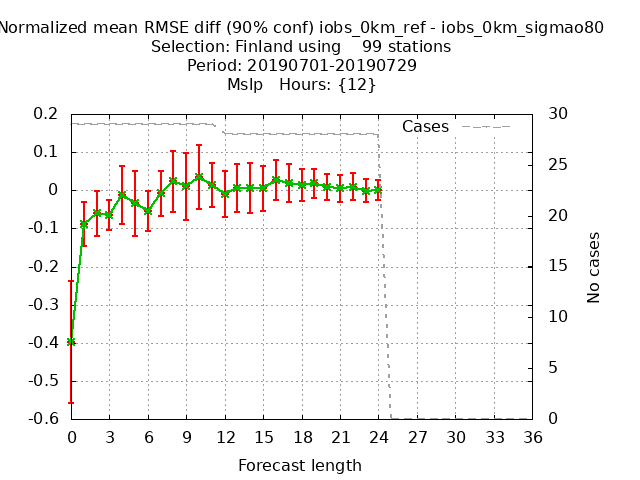 Normalized mean RMSE diff (90% conf) iobs_0km_ref - iobs_0km_sigmao80
Selection: Finland using 99 stations
Period: 20190701-20190729
Mslp Hours: {12}
Cases
0.2
0.1
0
-0.1
-0.2
-0.3
-0.4
-0.5
-0.6
30
25
20
15
10
5
0
No cases
0 3 6 9 12 15 18 21 24 27 30 33 36
Forecast length